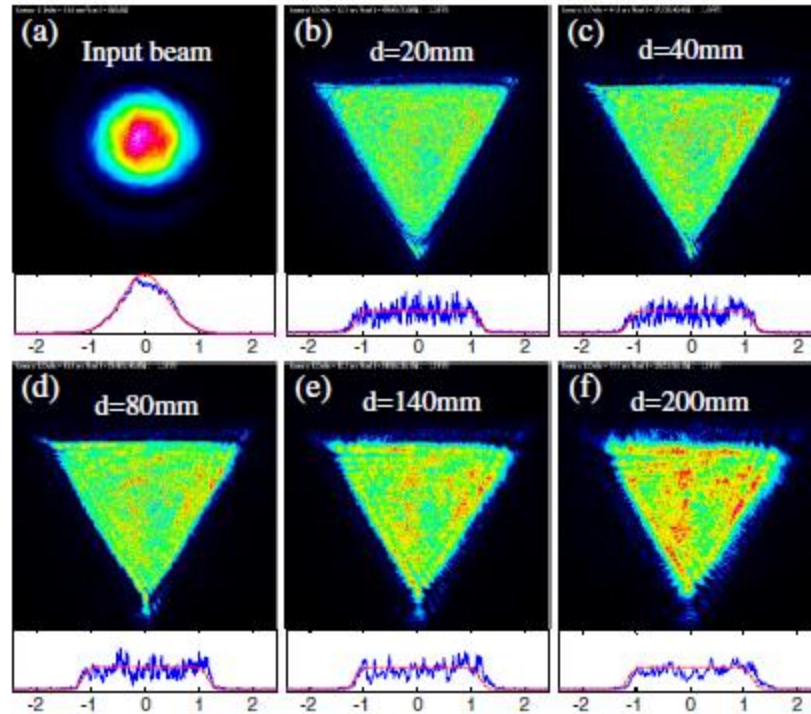 (a)
Input beam
(b)
d=20mm
(c)
d=40mm
-2 -1 0 1 2
-2 -1 0 1 2
-2 -1 0 1 2
(d)
d=80mm
(e)
d=140mm
(f)
d=200mm
-2 -1 0 1 2
-2 -1 0 1 2
-2 -1 0 1 2